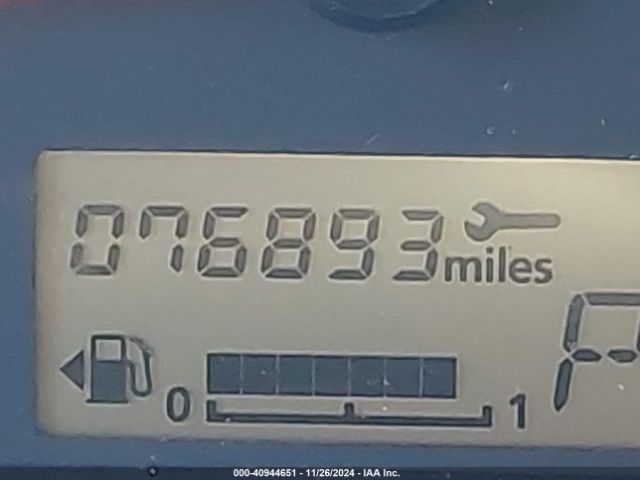 076893 miles
P
0 1
000-40944651 - 11/26/2024 - IAA Inc.